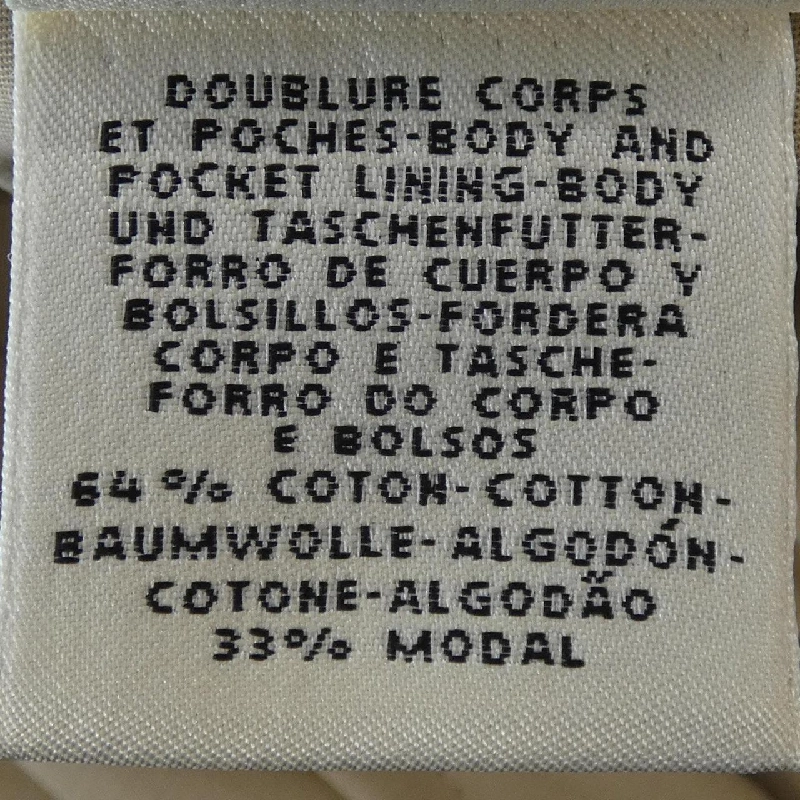 DOUBLURE CORPS
ET POCHES-BODY AND
POCKET LINING-BODY
UND TASCHENFUTTER-
FORRO DE CUERPO Y
BOLSILLOS-FORDERA
CORPO E TASCHE-
FORRO DO CORPO
E BOLSOS
64% COTON-COTTON-
BAUMWOLLE-ALGODÓN-
COTONE-ALGODÃO
33% MODAL